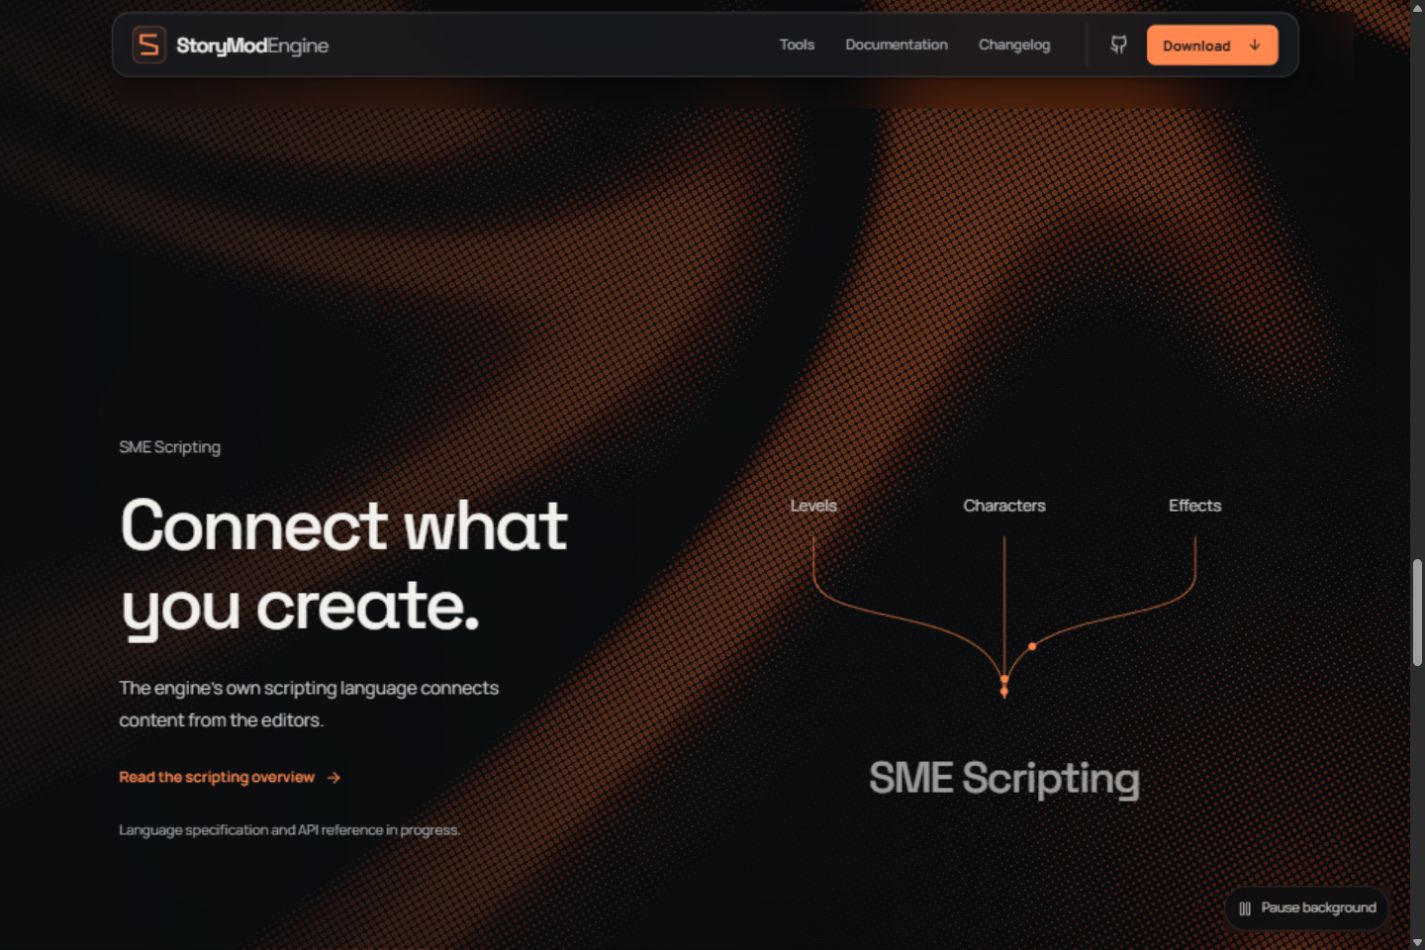 StoryModEngine
Tools
Documentation
Changelog
Download
SME Scripting
Connect what
you create.
The engine's own scripting language connects
content from the editors.
Read the scripting overview
Language specification and API reference in progress.
Levels
Characters
Effects
SME Scripting
Pause background